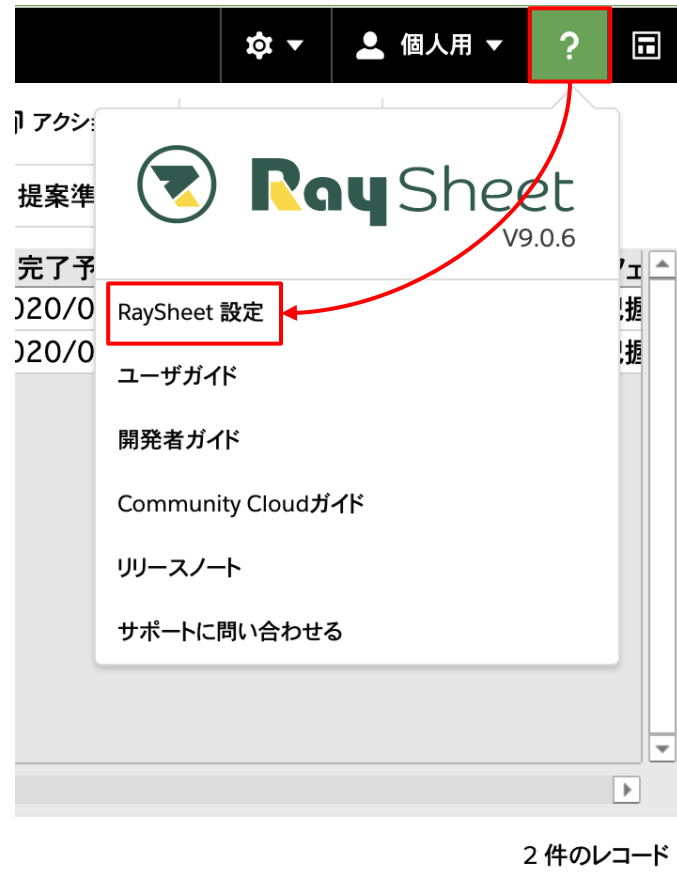 個人用 ?
アクシ
提案準
RaySheet
V9.0.6
完了予
020/0
020/0
RaySheet 設定
ユーザガイド
開発者ガイド
Community Cloudガイド
リリースノート
サポートに問い合わせる
2 件のレコード